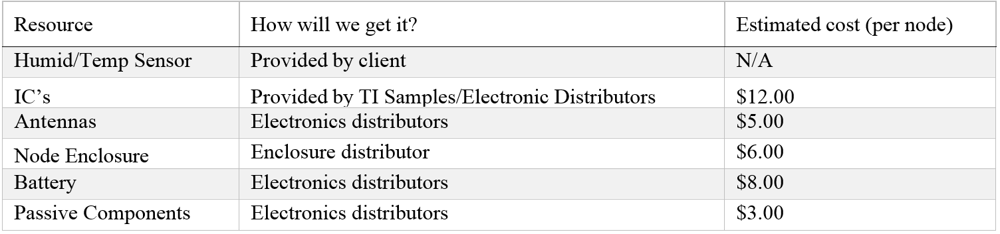 Resource How will we get it? Estimated cost (per node)
Humid/Temp Sensor Provided by client N/A
IC’s Provided by TI Samples/Electronic Distributors $12.00
Antennas Electronics distributors $5.00
Node Enclosure Enclosure distributor $6.00
Battery Electronics distributors $8.00
Passive Components Electronics distributors $3.00